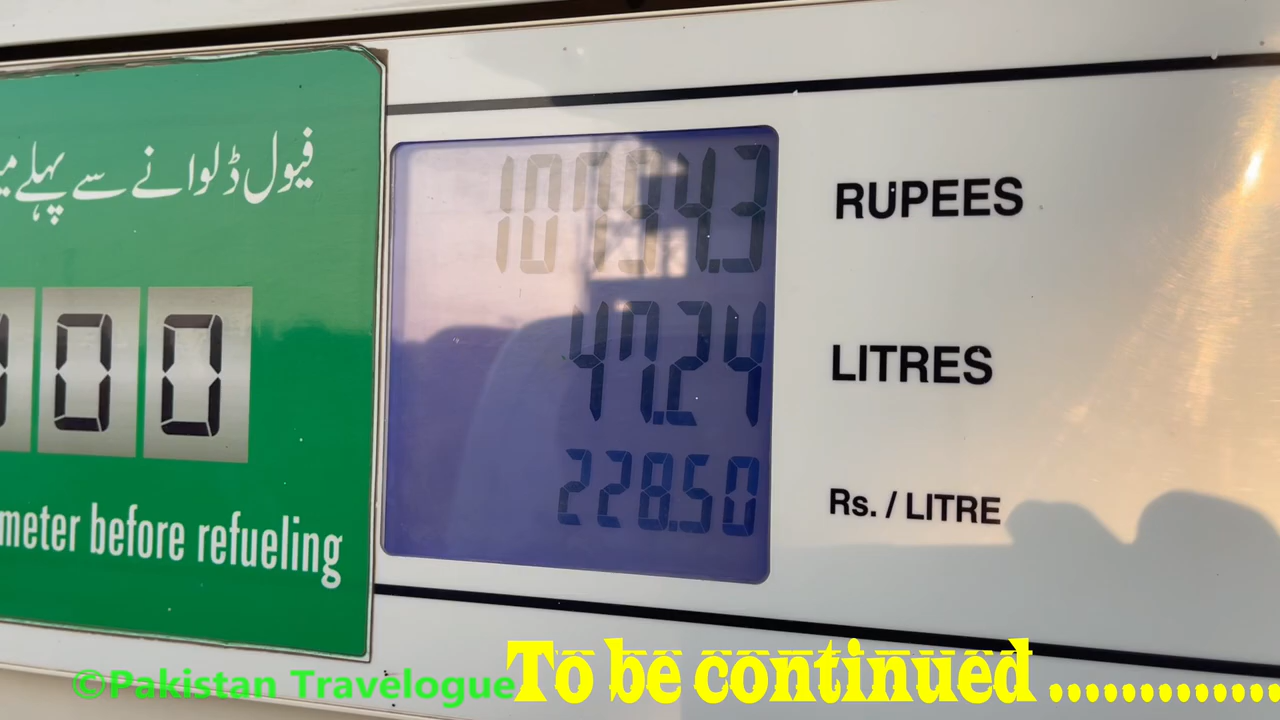 فیول ڈلوانے سے پہلے
00
meter before refueling
10794.3 RUPEES
47.24 LITRES
228.50 Rs. / LITRE
©Pakistan Travelogue
To be continued .............